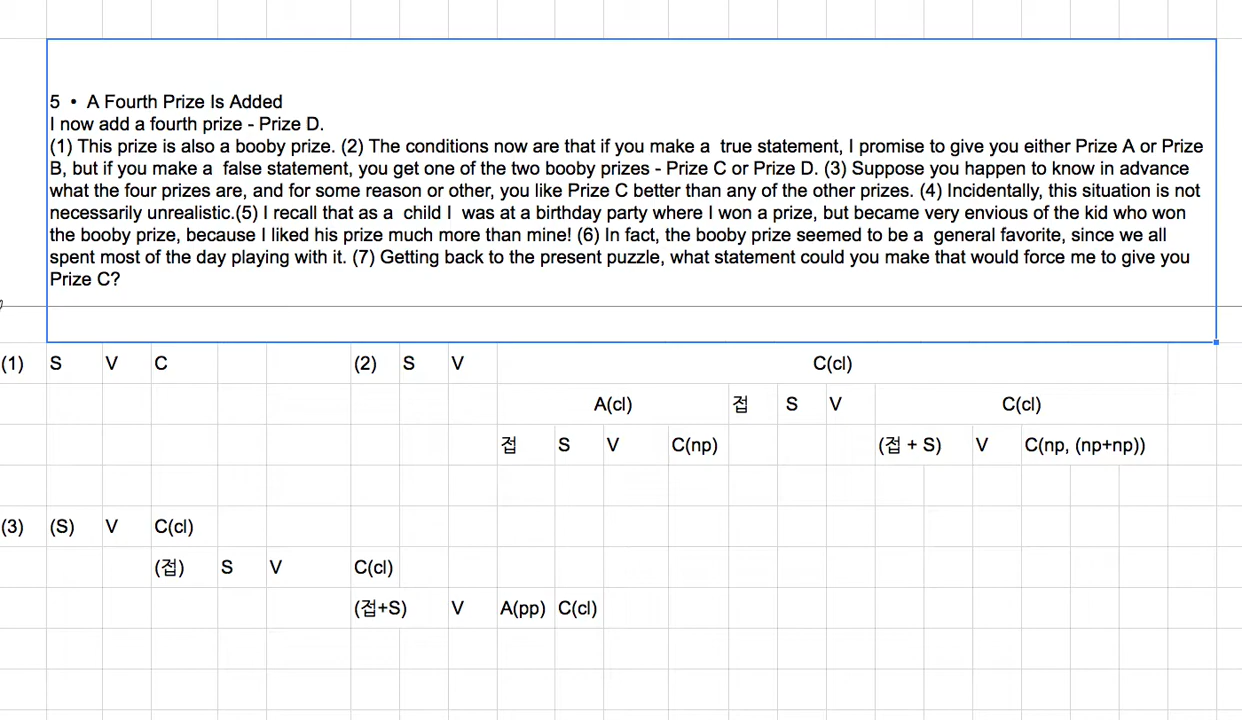 5 • A Fourth Prize Is Added
I now add a fourth prize - Prize D.
(1) This prize is also a booby prize. (2) The conditions now are that if you make a  true statement, I promise to give you either Prize A or Prize
B, but if you make a  false statement, you get one of the two booby prizes - Prize C or Prize D. (3) Suppose you happen to know in advance
what the four prizes are, and for some reason or other, you like Prize C better than any of the other prizes. (4) Incidentally, this situation is not
necessarily unrealistic.(5) I recall that as a  child I  was at a birthday party where I won a prize, but became very envious of the kid who won
the booby prize, because I liked his prize much more than mine! (6) In fact, the booby prize seemed to be a  general favorite, since we all
spent most of the day playing with it. (7) Getting back to the present puzzle, what statement could you make that would force me to give you
Prize C?
(1) S V C (2) S V C(cl)
A(cl) 접 S V C(cl)
접 S V C(np) (접 + S) V C(np, (np+np))
(3) (S) V C(cl)
(접) S V C(cl)
(접+S) V A(pp) C(cl)